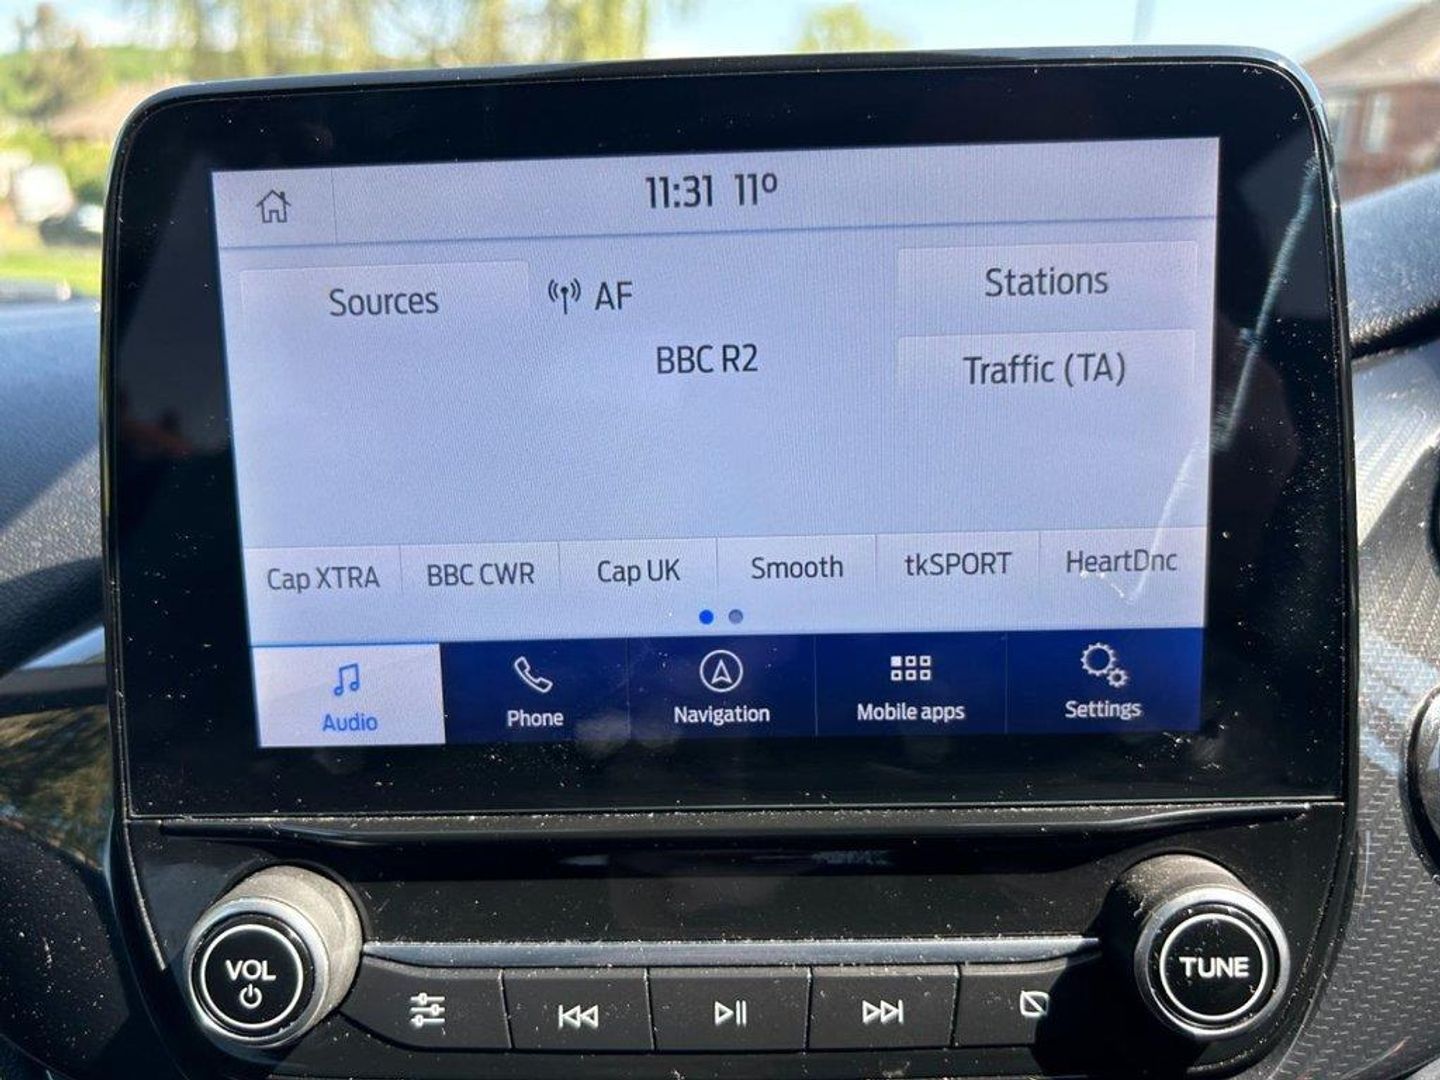 11:31 11º
Sources
AF
Stations
BBC R2
Traffic (TA)
Cap XTRA
BBC CWR
Cap UK
Smooth
tkSPORT
HeartDnc
Audio
Phone
Navigation
Mobile apps
Settings
VOL
TUNE